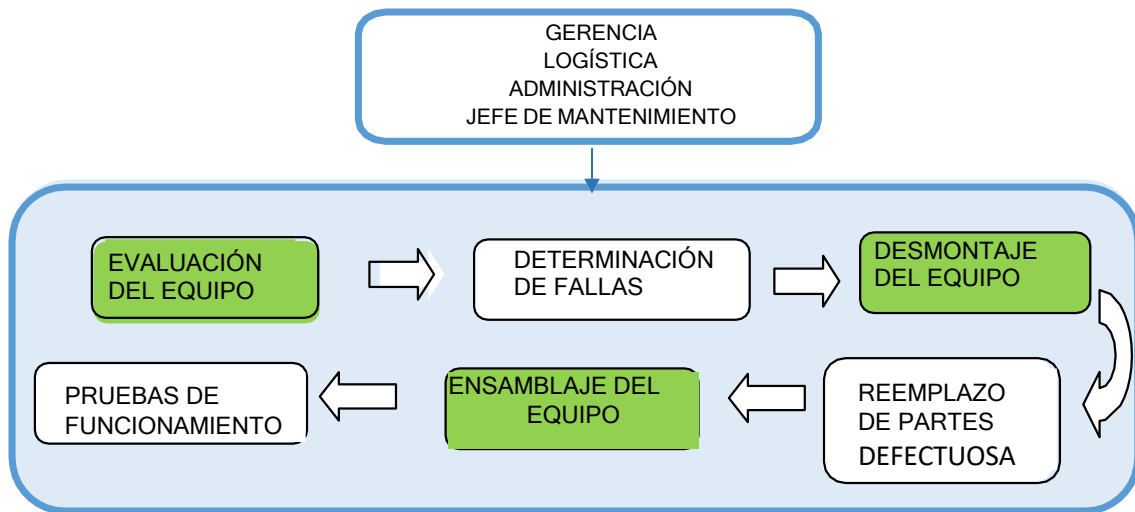 GERENCIA
LOGÍSTICA
ADMINISTRACIÓN
JEFE DE MANTENIMIENTO
EVALUACIÓN
DEL EQUIPO
DETERMINACIÓN
DE FALLAS
DESMONTAJE
DEL EQUIPO
REEMPLAZO
DE PARTES
DEFECTUOSA
ENSAMBLAJE DEL
EQUIPO
PRUEBAS DE
FUNCIONAMIENTO